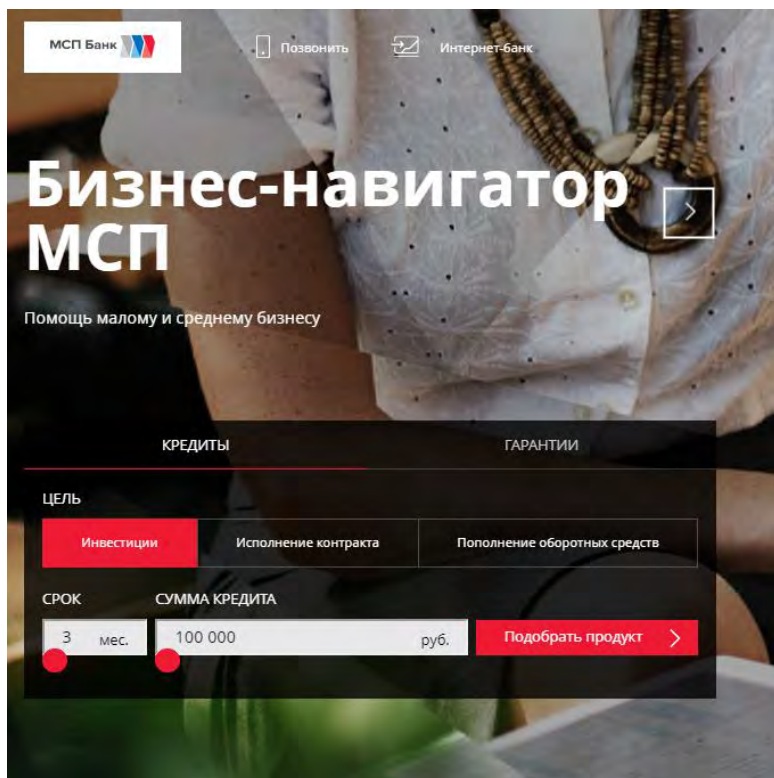 МСП Банк
Позвонить
Интернет-банк
Бизнес-навигатор
МСП
Помощь малому и среднему бизнесу
КРЕДИТЫ
ГАРАНТИИ
ЦЕЛЬ
Инвестиции
Исполнение контракта
Пополнение оборотных средств
СРОК
СУММА КРЕДИТА
3 мес.
100 000 руб.
Подобрать продукт